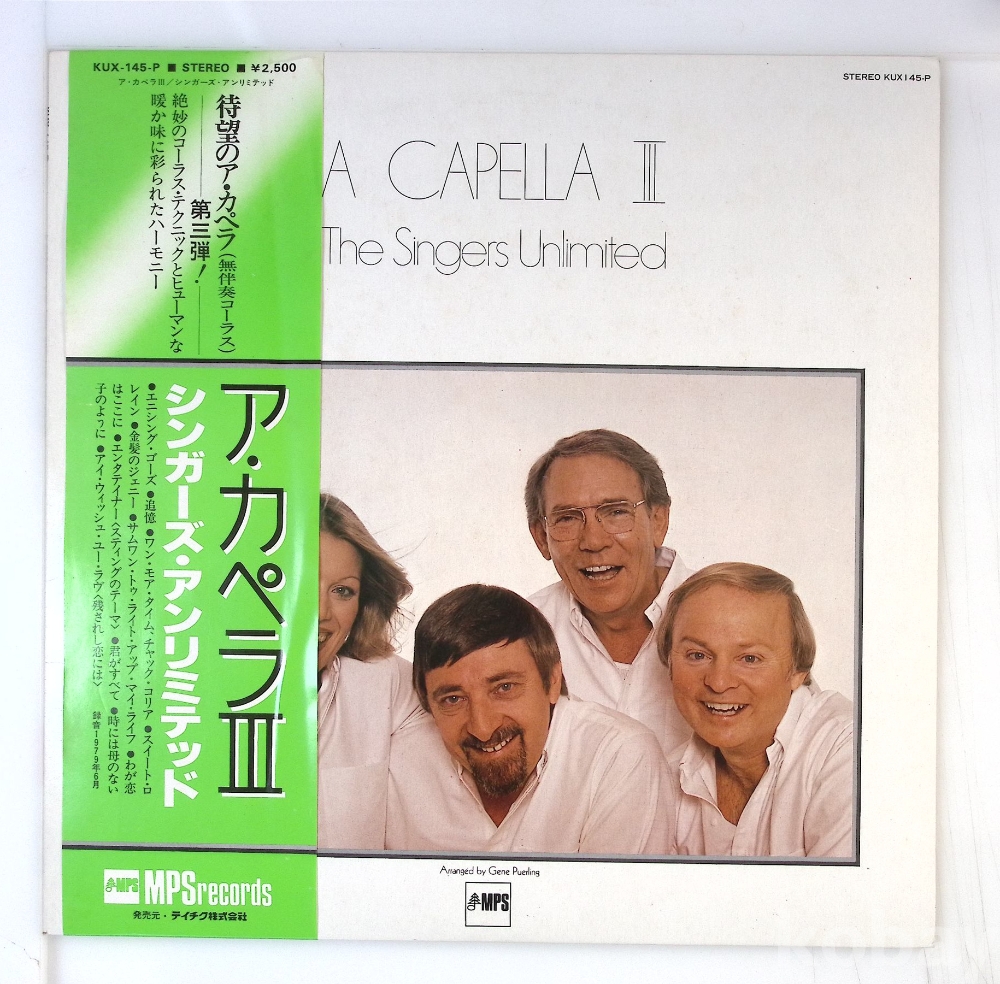 KUX-145-P ■ STEREO ■ ¥2,500
ア・カペラIII／シンガーズ・アンリミテッド
待望のア・カペラ（無伴奏コーラス）
第三弾！
絶妙のコーラス・テクニックとヒューマンな
暖か味に彩られたハーモニー
ア・カペラIII
シンガーズ・アンリミテッド
●エニシング・ゴーズ ●追憶 ●ワン・モア・タイム、チャック・コリア ●スイート・ロ
レイン ●金髪のジェニー ●サムワン・トゥ・ライト・アップ・マイ・ライフ ●わが恋
はここに ●エンタテイナー〈スティングのテーマ〉 ●君がすべて ●時には母のない
子のように ●アイ・ウィッシュ・ユー・ラヴ〈残されし恋には〉
録音1979年6月
MPS MPSrecords
発売元・テイチク株式会社
STEREO KUX145-P
A CAPELLA III
The Singers Unlimited
Arranged by Gene Puerling
MPS